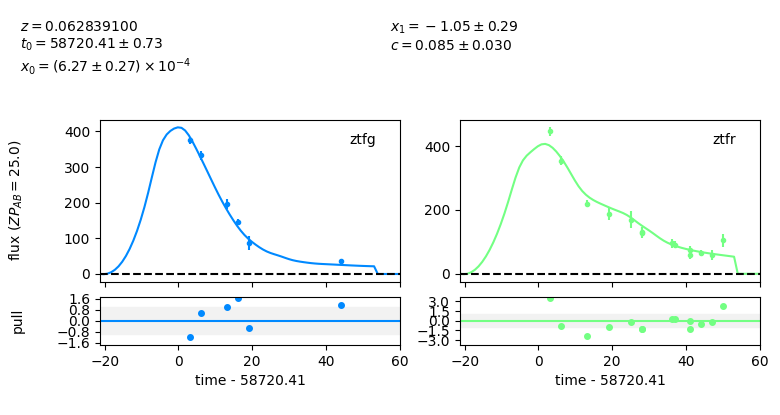 z = 0.062839100
t₀ = 58720.41 ± 0.73
x₀ = (6.27 ± 0.27) × 10⁻⁴
x₁ = −1.05 ± 0.29
c = 0.085 ± 0.030
flux (ZP_AB = 25.0)
400
300
200
100
0
ztfg
400
200
0
ztfr
pull
1.6
0.8
0.0
−0.8
−1.6
−20 0 20 40 60
time - 58720.41
3.0
1.5
0.0
−1.5
−3.0
−20 0 20 40 60
time - 58720.41